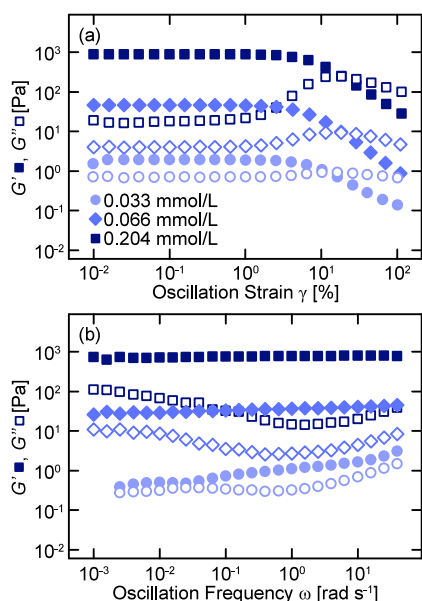 (a)
10³
10²
10¹
10⁰
10⁻¹
10⁻²
G' ■, G'' □ [Pa]
0.033 mmol/L
0.066 mmol/L
0.204 mmol/L
10⁻² 10⁻¹ 10⁰ 10¹ 10²
Oscillation Strain γ [%]
(b)
10³
10²
10¹
10⁰
10⁻¹
10⁻²
G' ■, G'' □ [Pa]
10⁻³ 10⁻² 10⁻¹ 10⁰ 10¹
Oscillation Frequency ω [rad s⁻¹]